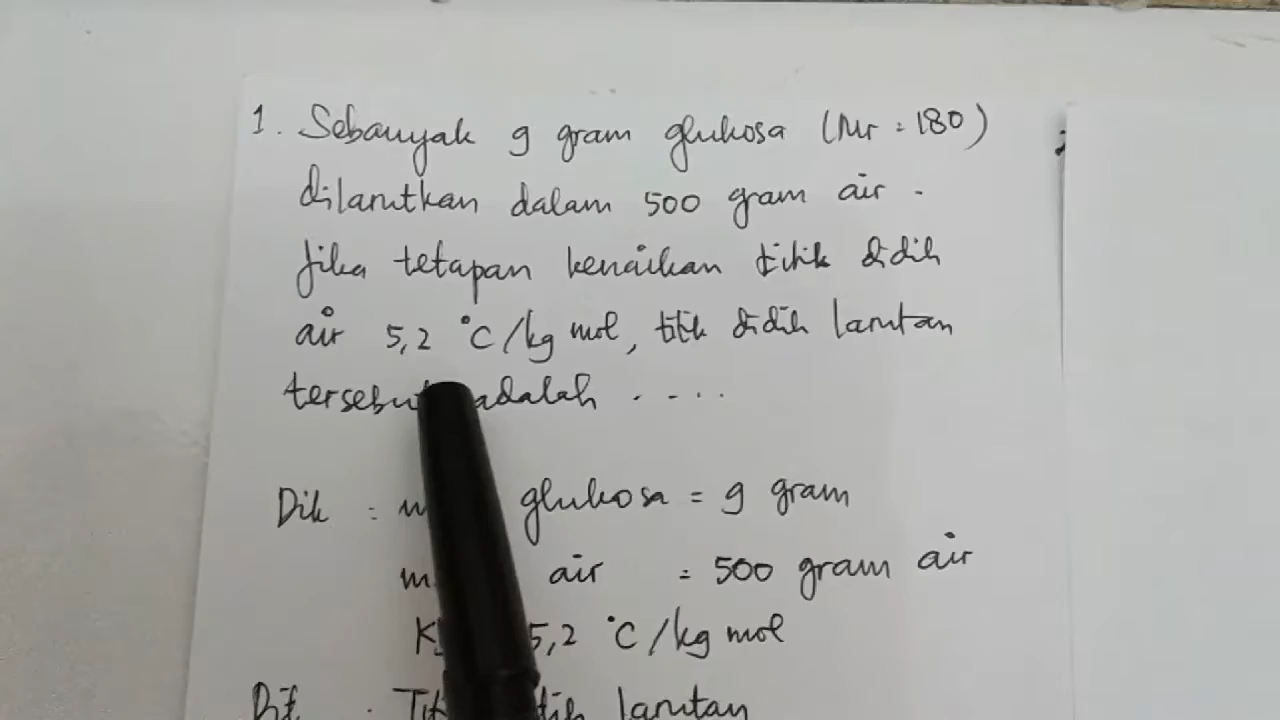 1. Sebanyak 9 gram glukosa (Mr = 180)
dilarutkan dalam 500 gram air.
Jika tetapan kenaikan titik didih
air 5,2 °C/kg mol, titik didih larutan
tersebut adalah ....
Dik : glukosa = 9 gram
air = 500 gram air
5,2 °C/kg mol
Dit : larutan